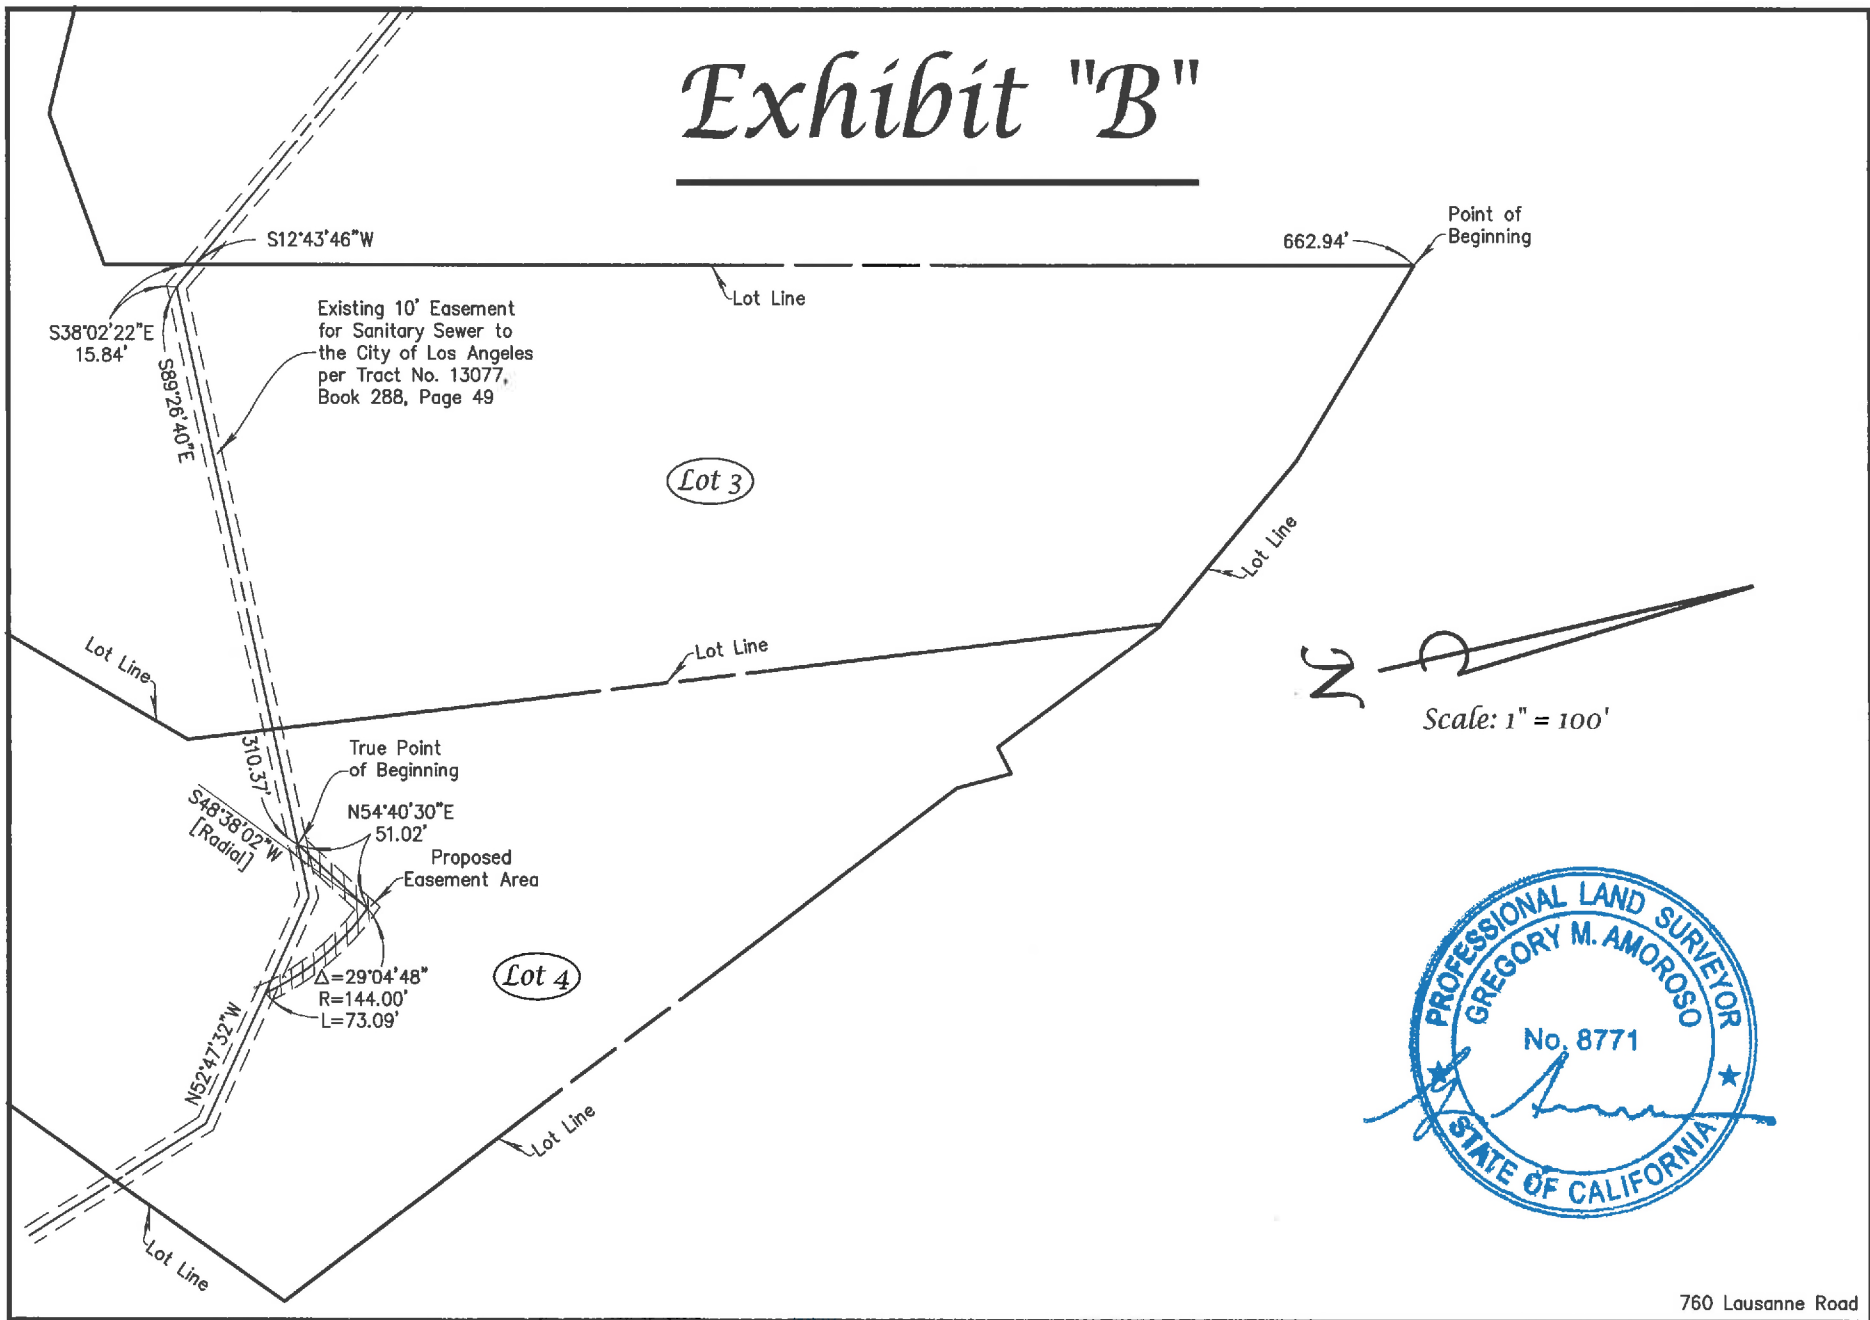 Exhibit "B"
S12°43'46"W
662.94'
Point of
Beginning
Lot Line
S38°02'22"E
15.84'
Existing 10' Easement
for Sanitary Sewer to
the City of Los Angeles
per Tract No. 13077,
Book 288, Page 49
S89°26'40"E
Lot 3
Lot Line
Lot Line
Lot Line
N
Scale: 1" = 100'
310.37'
True Point
of Beginning
S48°38'02"W
[Radial]
N54°40'30"E
51.02'
Proposed
Easement Area
Lot 4
Δ=29°04'48"
R=144.00'
L=73.09'
N52°47'32"W
Lot Line
Lot Line
PROFESSIONAL LAND SURVEYOR
GREGORY M. AMOROSO
No. 8771
STATE OF CALIFORNIA
760 Lausanne Road